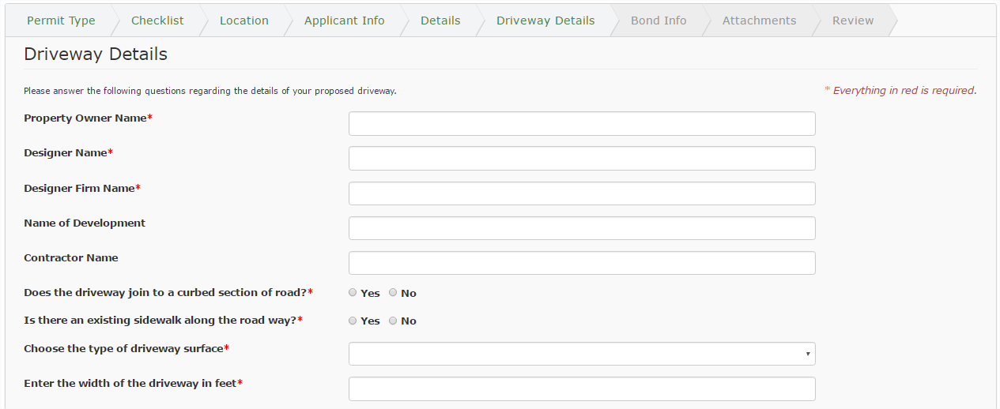 Permit Type Checklist Location Applicant Info Details Driveway Details Bond Info Attachments Review
Driveway Details
Please answer the following questions regarding the details of your proposed driveway. * Everything in red is required.
Property Owner Name*
Designer Name*
Designer Firm Name*
Name of Development
Contractor Name
Does the driveway join to a curbed section of road?* Yes No
Is there an existing sidewalk along the road way?* Yes No
Choose the type of driveway surface*
Enter the width of the driveway in feet*